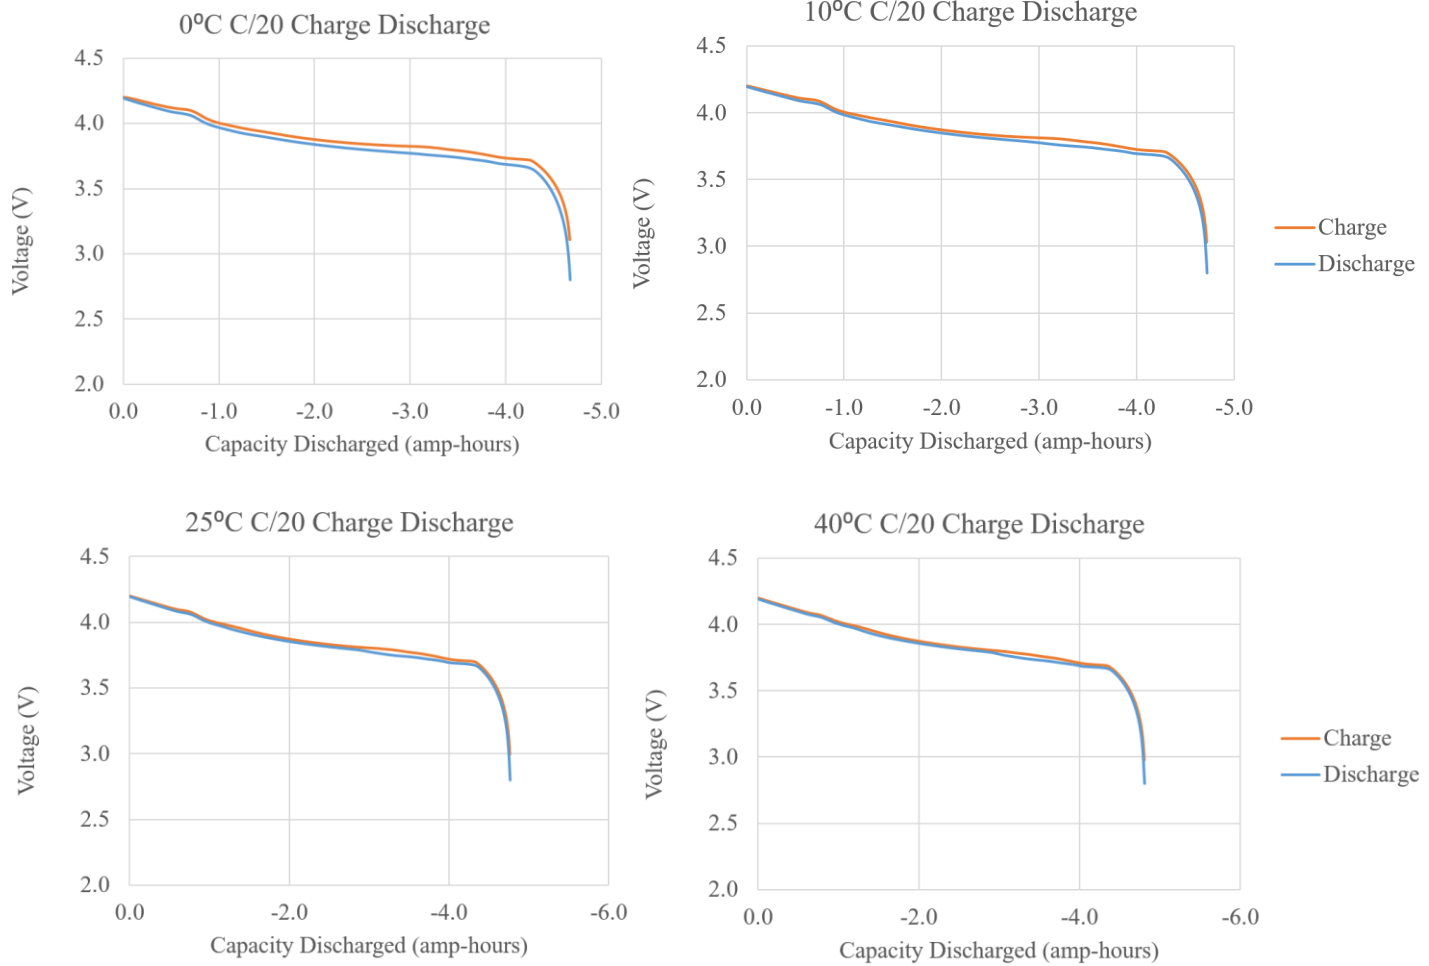 0⁰C C/20 Charge Discharge
4.5
4.0
3.5
3.0
2.5
2.0
Voltage (V)
0.0 -1.0 -2.0 -3.0 -4.0 -5.0
Capacity Discharged (amp-hours)
10⁰C C/20 Charge Discharge
4.5
4.0
3.5
3.0
2.5
2.0
Voltage (V)
0.0 -1.0 -2.0 -3.0 -4.0 -5.0
Capacity Discharged (amp-hours)
Charge
Discharge
25⁰C C/20 Charge Discharge
4.5
4.0
3.5
3.0
2.5
2.0
Voltage (V)
0.0 -2.0 -4.0 -6.0
Capacity Discharged (amp-hours)
40⁰C C/20 Charge Discharge
4.5
4.0
3.5
3.0
2.5
2.0
Voltage (V)
0.0 -2.0 -4.0 -6.0
Capacity Discharged (amp-hours)
Charge
Discharge